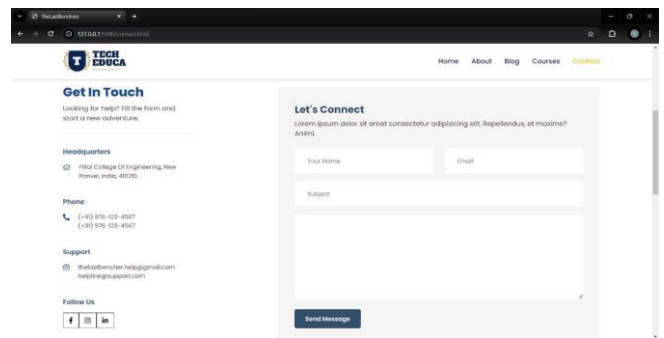 TheLastBenchers
127.0.0.1:5500/contact.html
TECH
EDUCA
Home About Blog Courses Contact
Get In Touch
Looking for help? Fill the form and
start a new adventure.
Headquarters
Pillai College Of Engineering, New
Panvel, India, 410210.
Phone
(+91) 976-123-4567
(+91) 976-123-4567
Support
thelastbencher.help@gmail.com
helpline@support.com
Follow Us
Let's Connect
Lorem ipsum dolor sit amet consectetur adipisicing elit. Repellendus, et maxime?
Animi.
Your Name
Email
Subject
Send Message